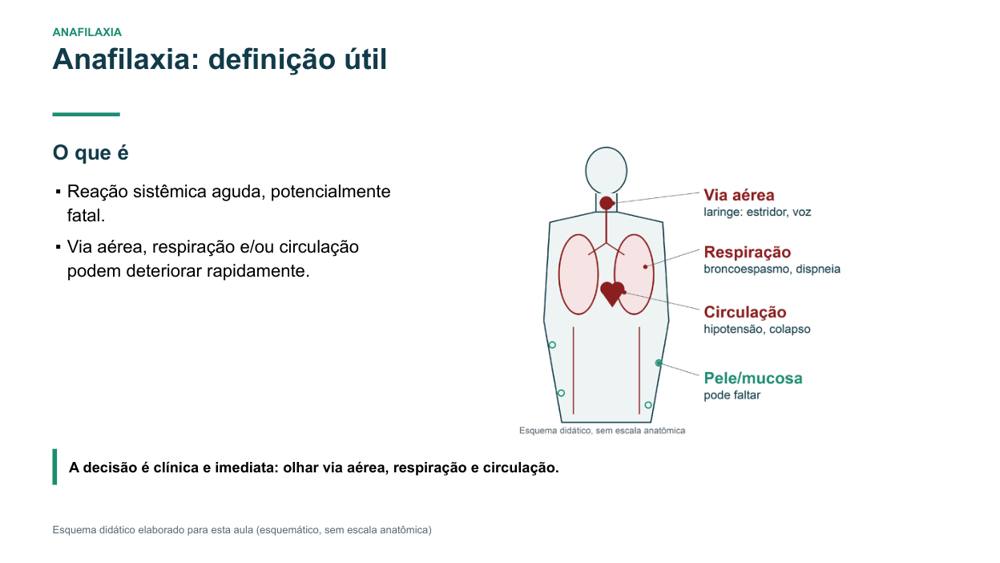 ANAFILAXIA
Anafilaxia: definição útil
O que é
▪ Reação sistêmica aguda, potencialmente
fatal.
▪ Via aérea, respiração e/ou circulação
podem deteriorar rapidamente.
Via aérea
laringe: estridor, voz
Respiração
broncoespasmo, dispneia
Circulação
hipotensão, colapso
Pele/mucosa
pode faltar
Esquema didático, sem escala anatômica
A decisão é clínica e imediata: olhar via aérea, respiração e circulação.
Esquema didático elaborado para esta aula (esquemático, sem escala anatômica)